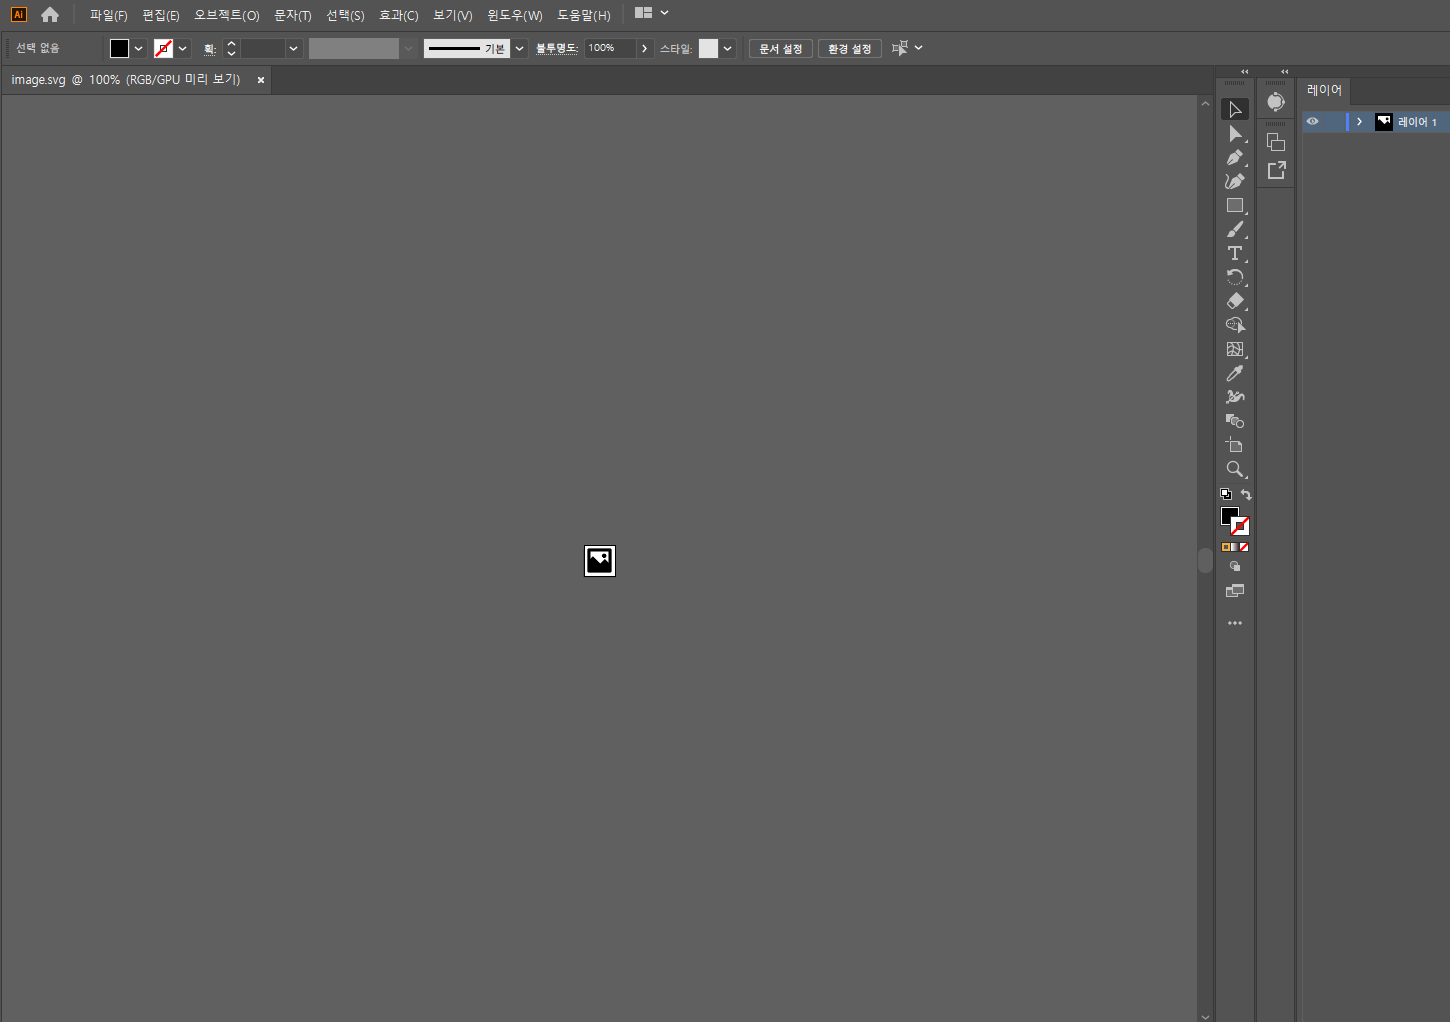 Ai 파일(F) 편집(E) 오브젝트(O) 문자(T) 선택(S) 효과(C) 보기(V) 윈도우(W) 도움말(H)
선택 없음 획: 기본 불투명도: 100% 스타일: 문서 설정 환경 설정
image.svg @ 100% (RGB/GPU 미리 보기) ×
레이어
레이어 1